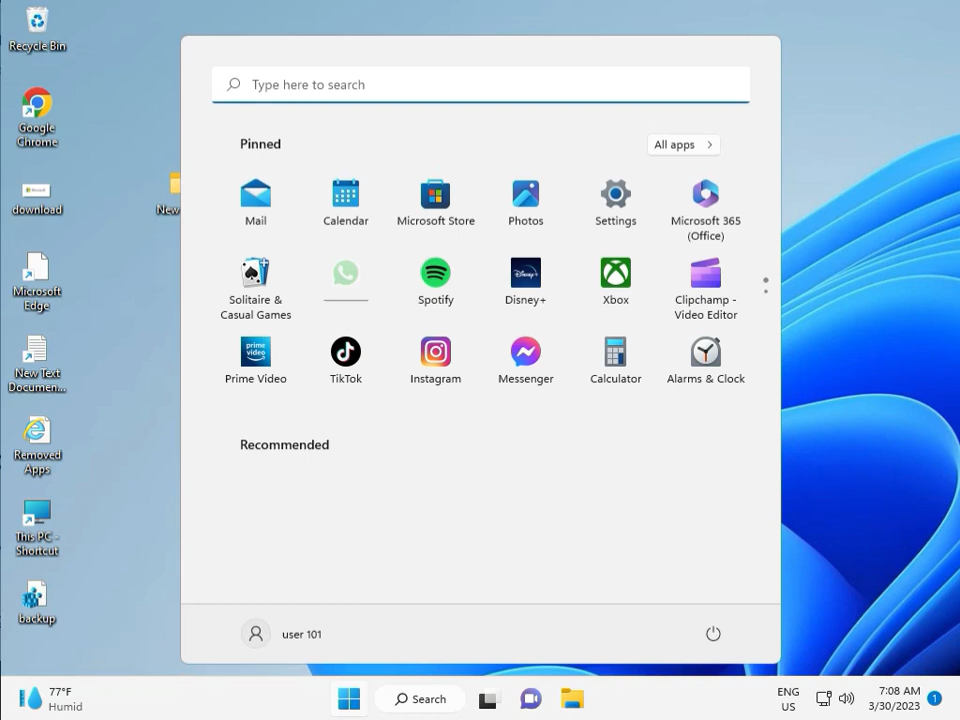 Recycle Bin
Google
Chrome
download
New
Microsoft
Edge
New Text
Documen...
Removed
Apps
This PC -
Shortcut
backup
Type here to search
Pinned
All apps
Mail
Calendar
Microsoft Store
Photos
Settings
Microsoft 365
(Office)
Solitaire &
Casual Games
Spotify
Disney+
Disney+
Xbox
Clipchamp -
Video Editor
prime
video
Prime Video
TikTok
Instagram
Messenger
Calculator
Alarms & Clock
Recommended
user 101
77°F
Humid
Search
ENG
US
7:08 AM
3/30/2023
1